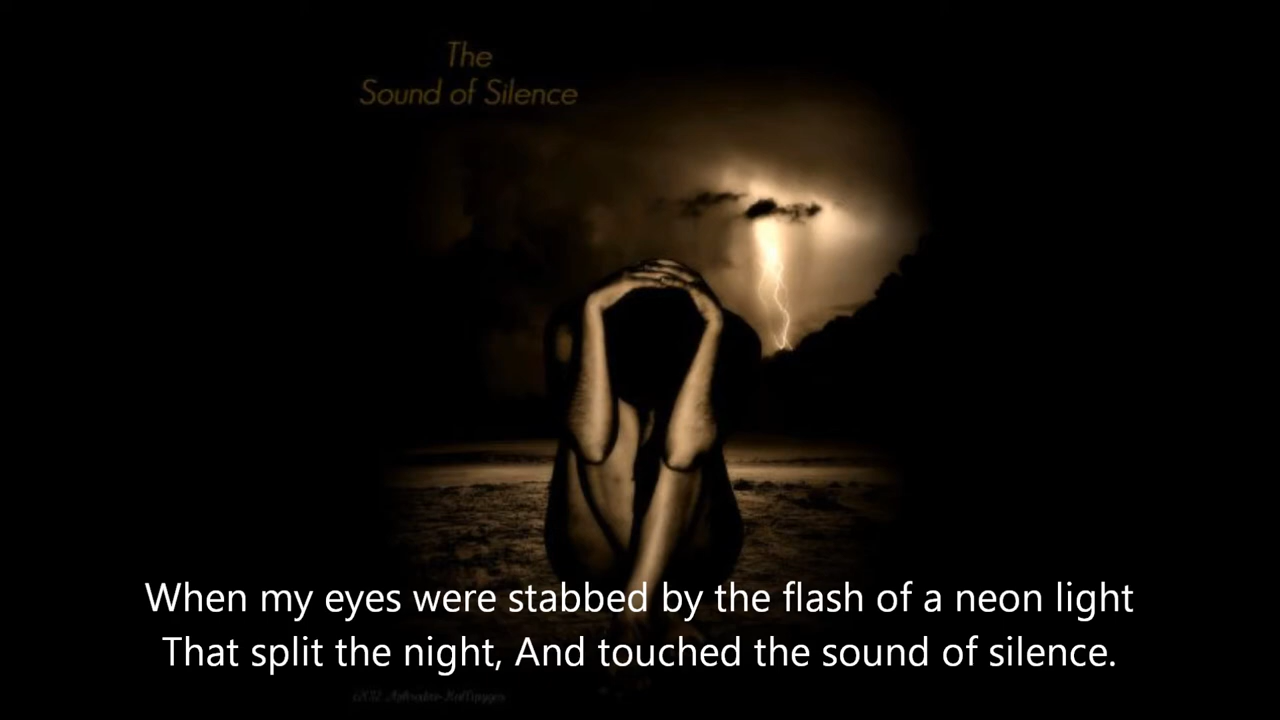 The
Sound of Silence
When my eyes were stabbed by the flash of a neon light
That split the night, And touched the sound of silence.